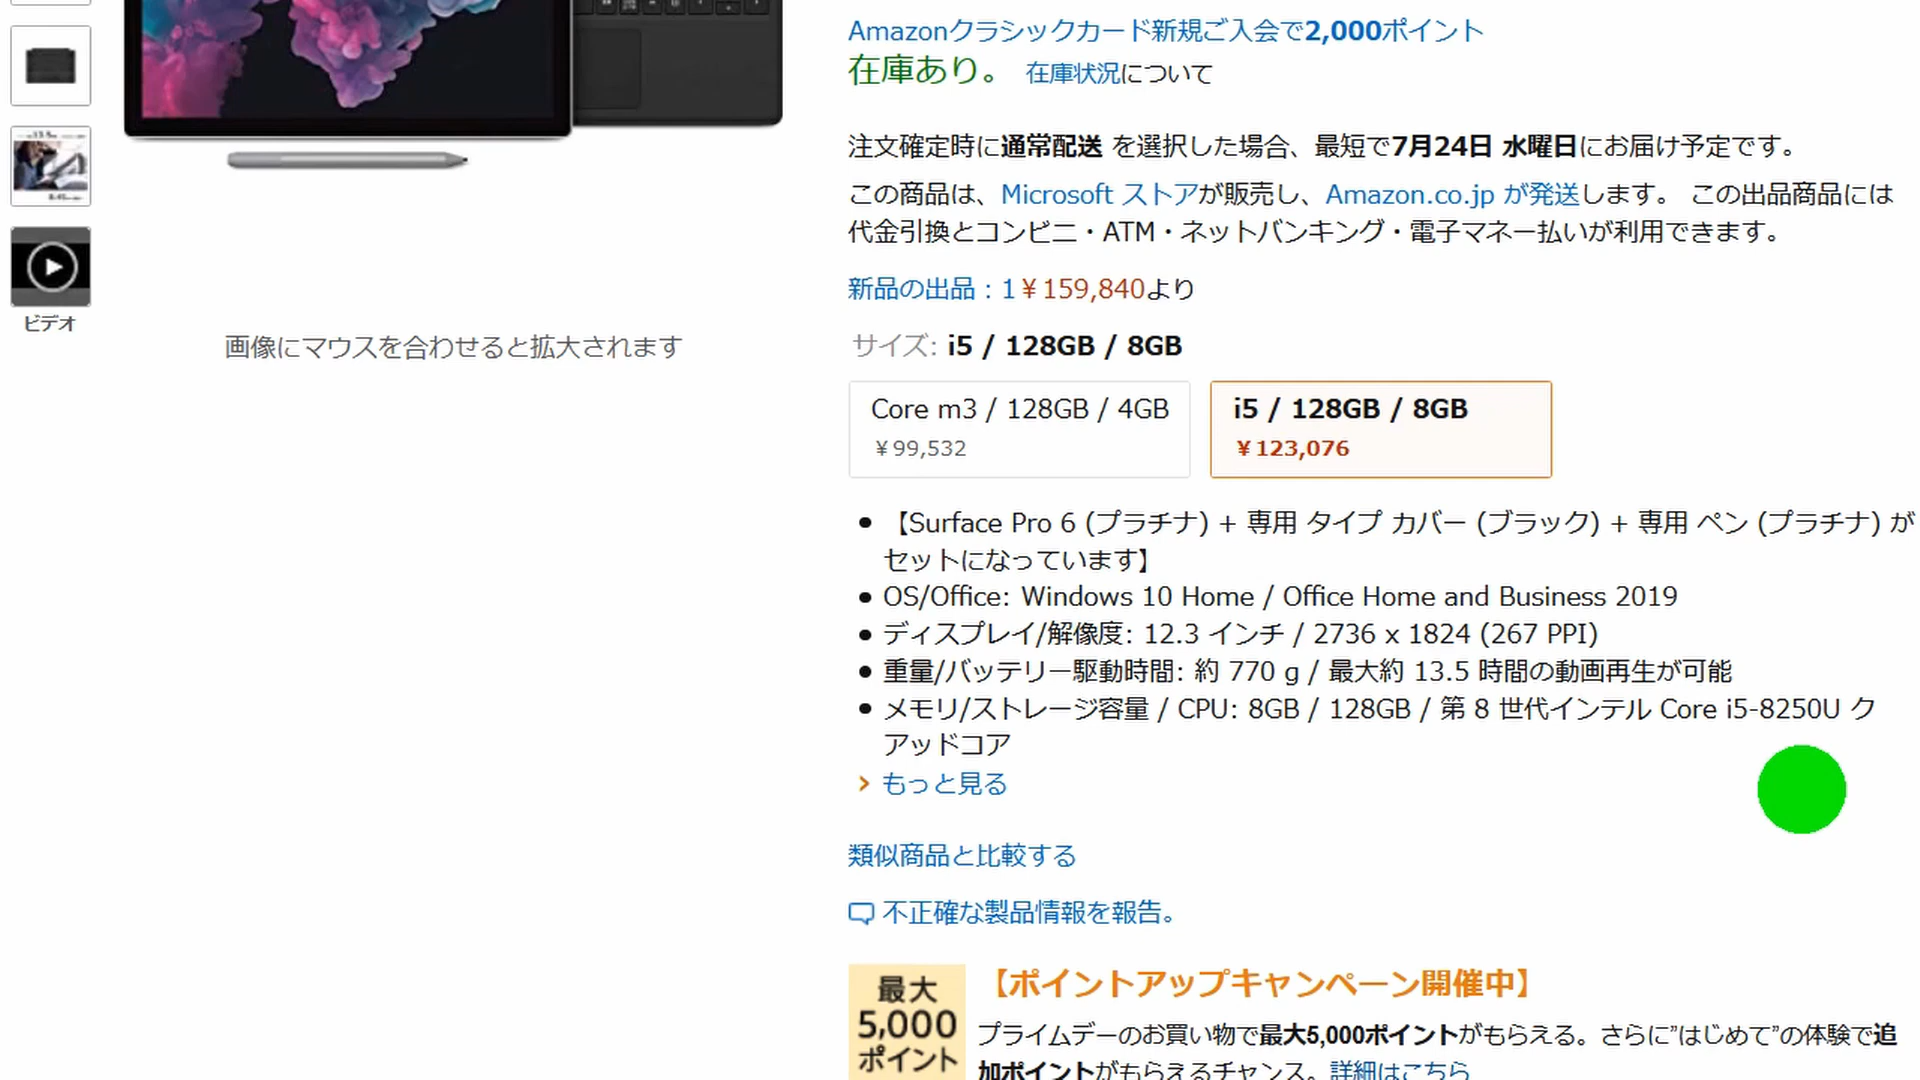 Amazonクラシックカード新規ご入会で2,000ポイント
在庫あり。 在庫状況について
注文確定時に通常配送 を選択した場合、最短で7月24日 水曜日にお届け予定です。
この商品は、Microsoft ストアが販売し、Amazon.co.jp が発送します。 この出品商品には
代金引換とコンビニ・ATM・ネットバンキング・電子マネー払いが利用できます。
新品の出品：1￥159,840より
ビデオ
画像にマウスを合わせると拡大されます
サイズ: i5 / 128GB / 8GB
Core m3 / 128GB / 4GB
￥99,532
i5 / 128GB / 8GB
￥123,076
● 【Surface Pro 6 (プラチナ) + 専用 タイプ カバー (ブラック) + 専用 ペン (プラチナ) が
セットになっています】
● OS/Office: Windows 10 Home / Office Home and Business 2019
● ディスプレイ/解像度: 12.3 インチ / 2736 x 1824 (267 PPI)
● 重量/バッテリー駆動時間: 約 770 g / 最大約 13.5 時間の動画再生が可能
● メモリ/ストレージ容量 / CPU: 8GB / 128GB / 第 8 世代インテル Core i5-8250U ク
アッドコア
› もっと見る
類似商品と比較する
不正確な製品情報を報告。
最大
5,000
ポイント
【ポイントアップキャンペーン開催中】
プライムデーのお買い物で最大5,000ポイントがもらえる。さらに”はじめて”の体験で追
加ポイントがもらえるチャンス。詳細はこちら